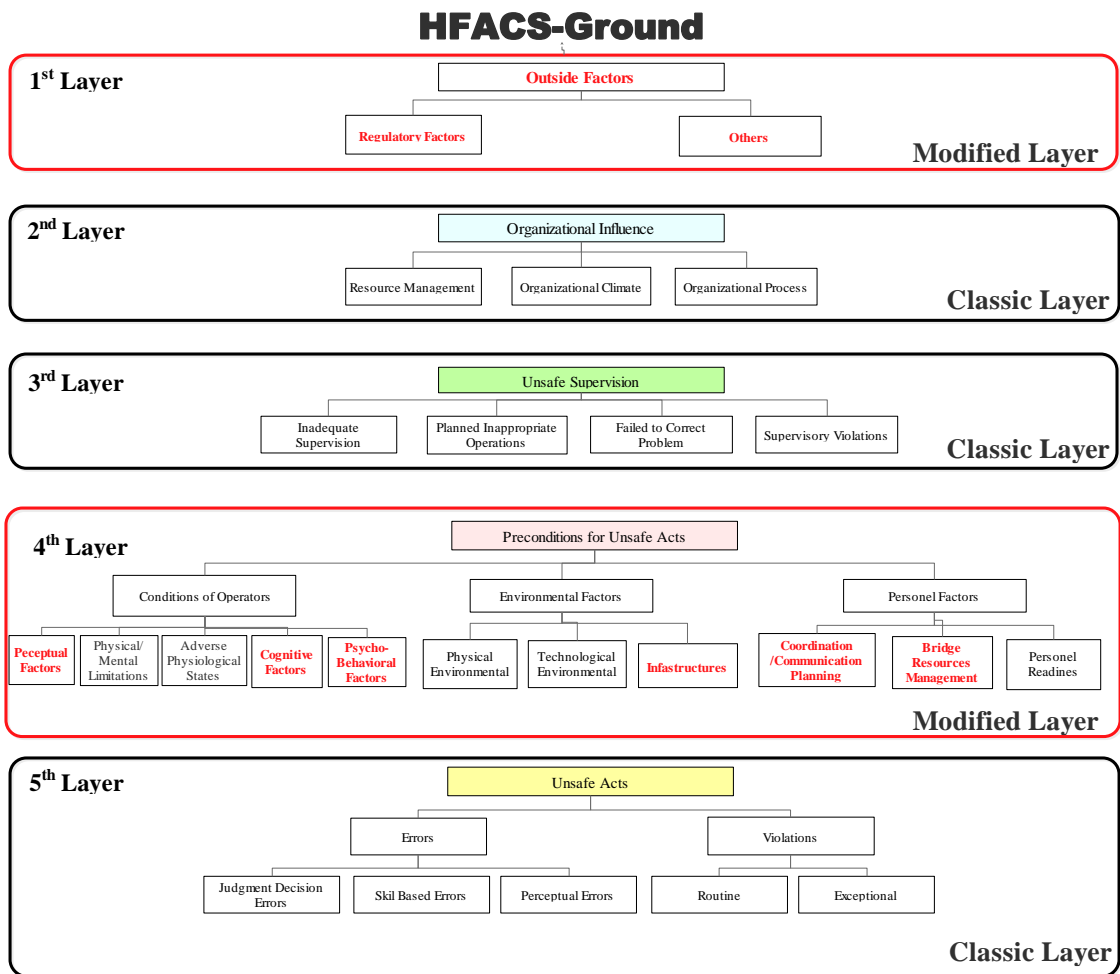 HFACS-Ground
1st Layer
Outside Factors
Regulatory Factors
Others
Modified Layer
2nd Layer
Organizational Influence
Resource Management
Organizational Climate
Organizational Process
Classic Layer
3rd Layer
Unsafe Supervision
Inadequate
Supervision
Planned Inappropriate
Operations
Failed to Correct
Problem
Supervisory Violations
Classic Layer
4th Layer
Preconditions for Unsafe Acts
Conditions of Operators
Environmental Factors
Personel Factors
Peceptual
Factors
Physical/
Mental
Limitations
Adverse
Physiological
States
Cognitive
Factors
Psycho-
Behavioral
Factors
Physical
Environmental
Technological
Environmental
Infastructures
Coordination
/Communication
Planning
Bridge
Resources
Management
Personel
Readines
Modified Layer
5th Layer
Unsafe Acts
Errors
Violations
Judgment Decision
Errors
Skil Based Errors
Perceptual Errors
Routine
Exceptional
Classic Layer